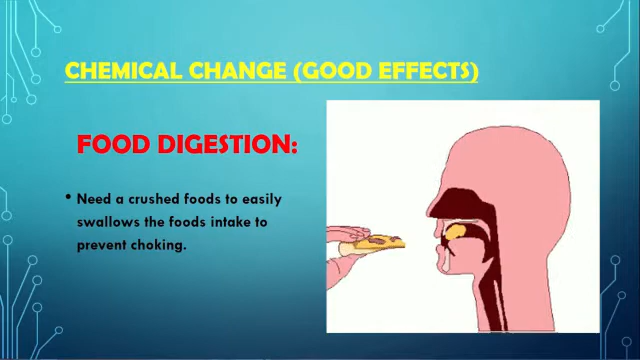 CHEMICAL CHANGE (GOOD EFFECTS)
FOOD DIGESTION:
• Need a crushed foods to easily
swallows the foods intake to
prevent choking.